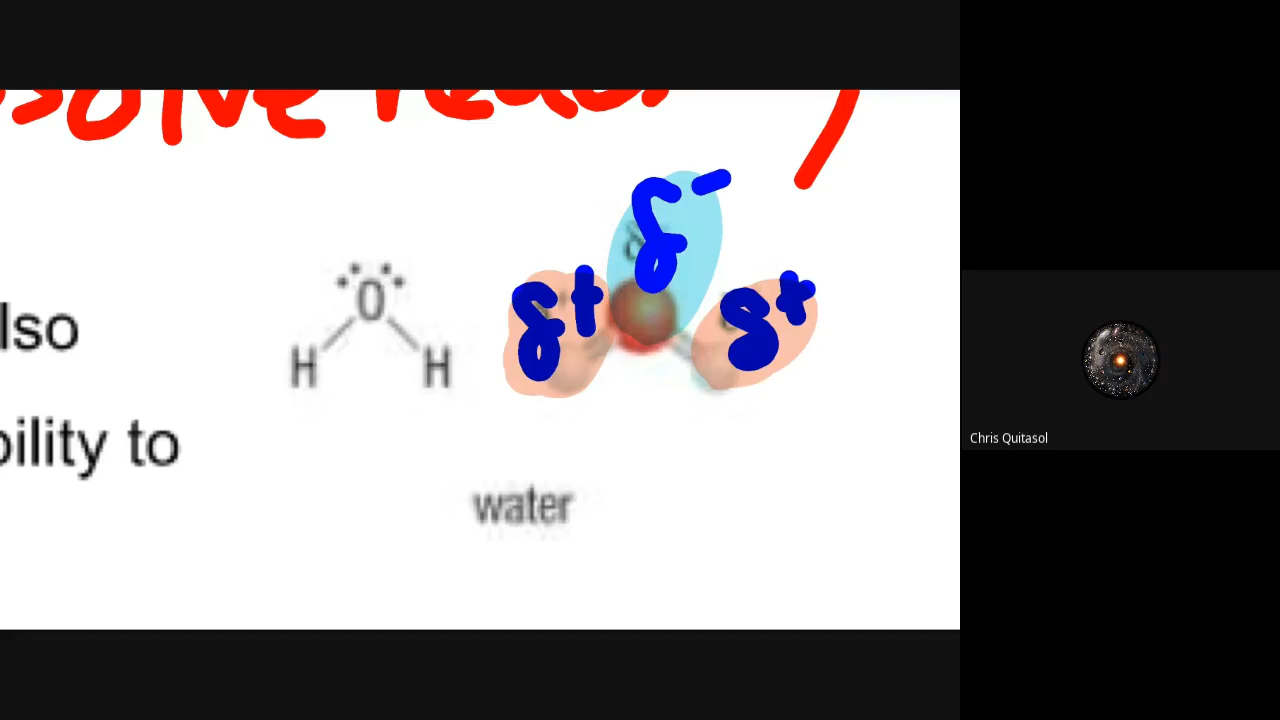 δ-
δ+ δ+
lso
O
H H
bility to
water
Chris Quitasol